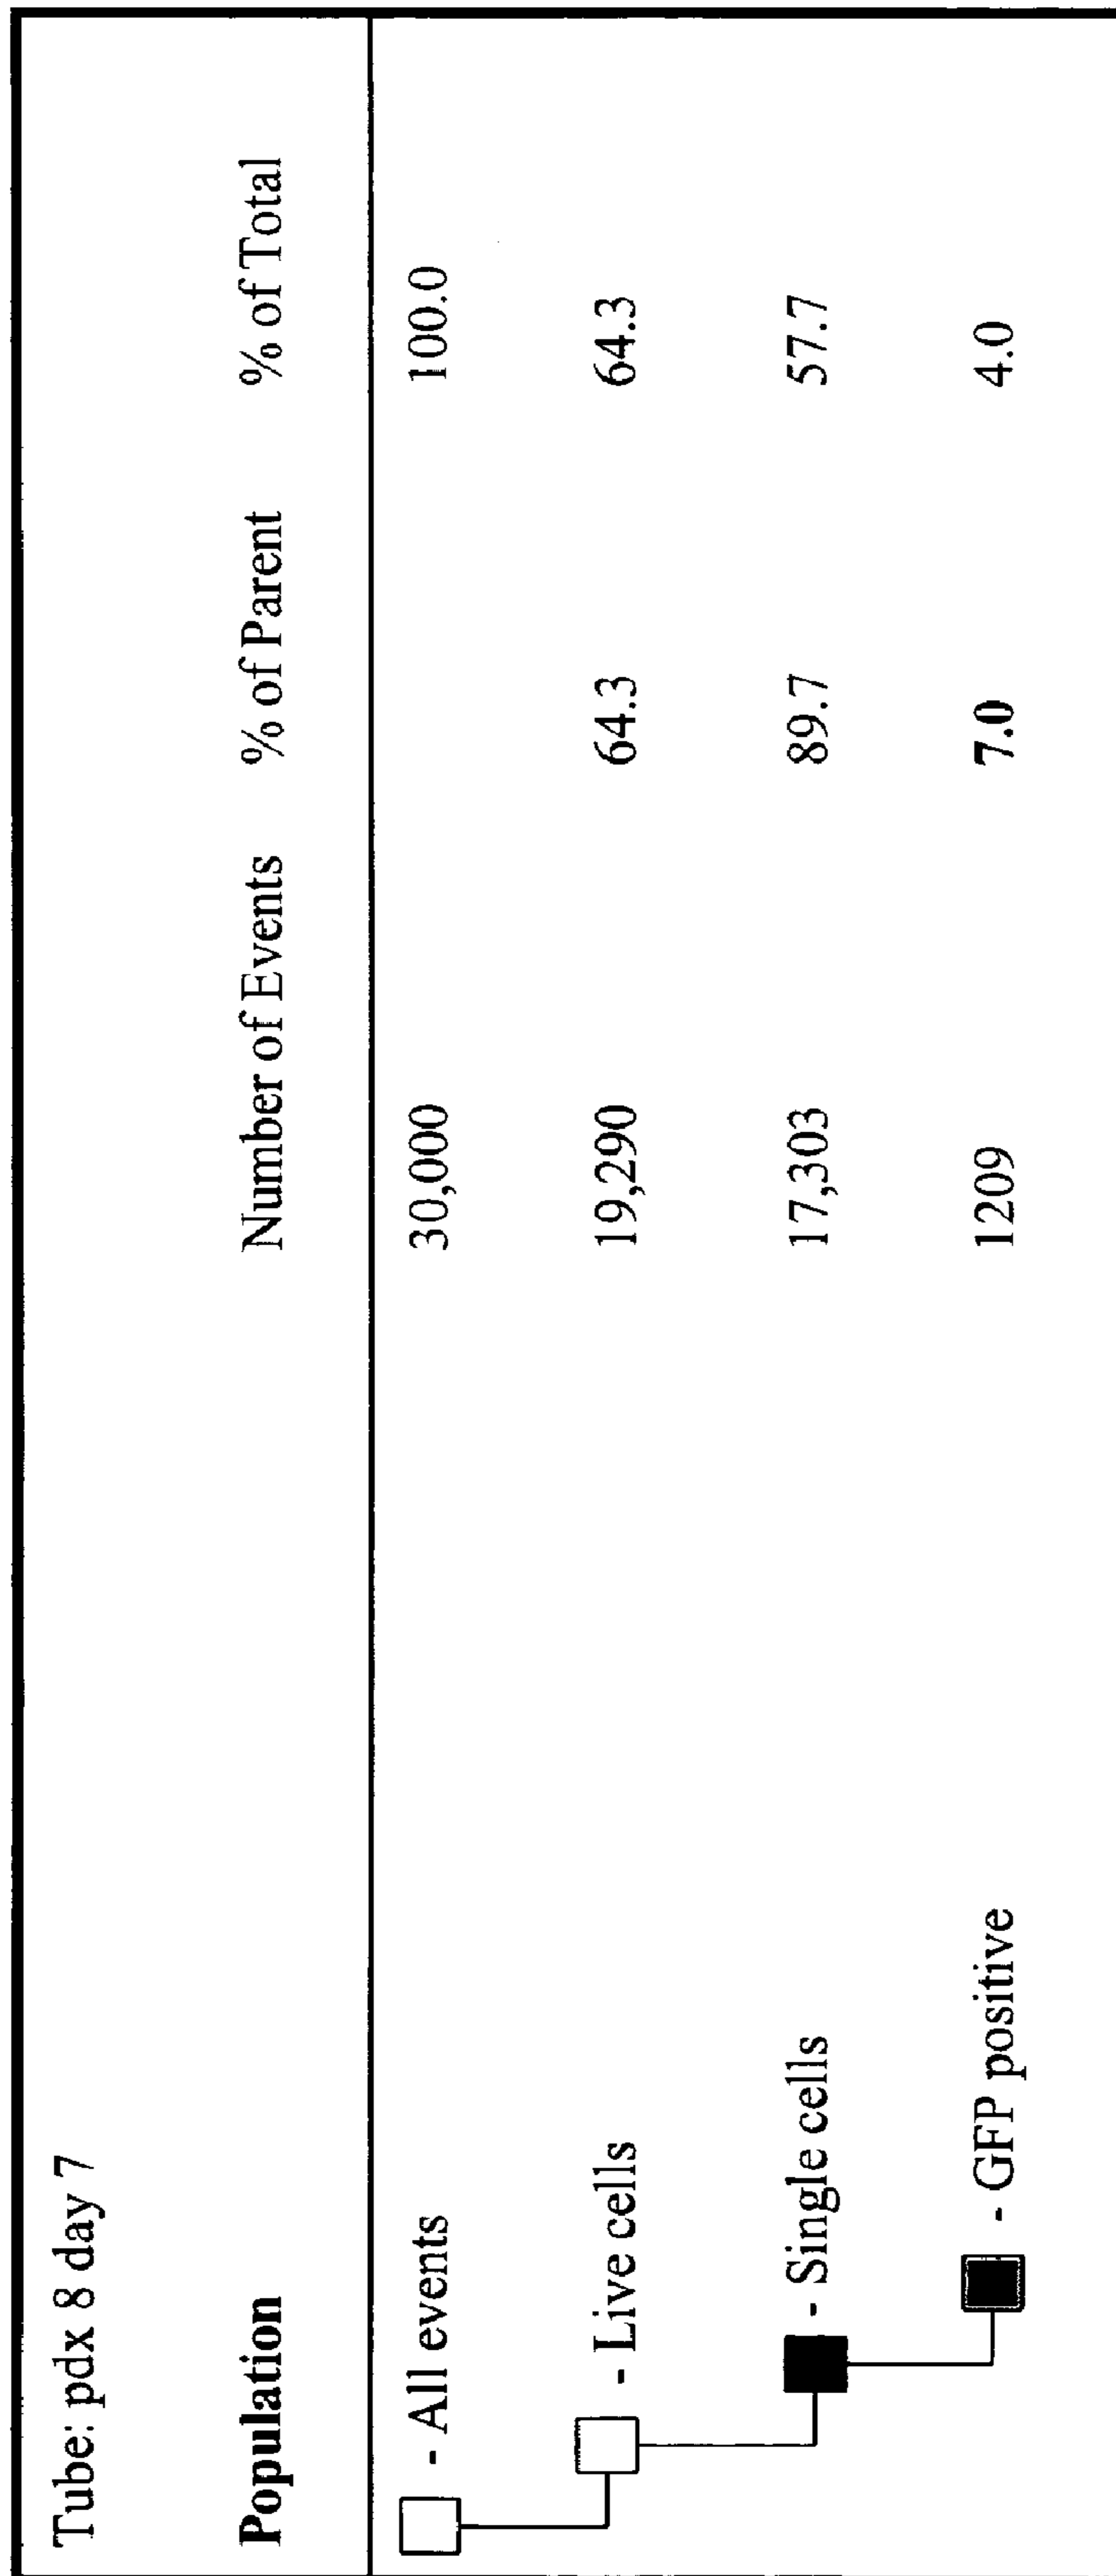 Tube: pdx 8 day 7
Population Number of Events % of Parent % of Total
- All events 30,000 100.0
- Live cells 19,290 64.3 64.3
- Single cells 17,303 89.7 57.7
- GFP positive 1209 7.0 4.0